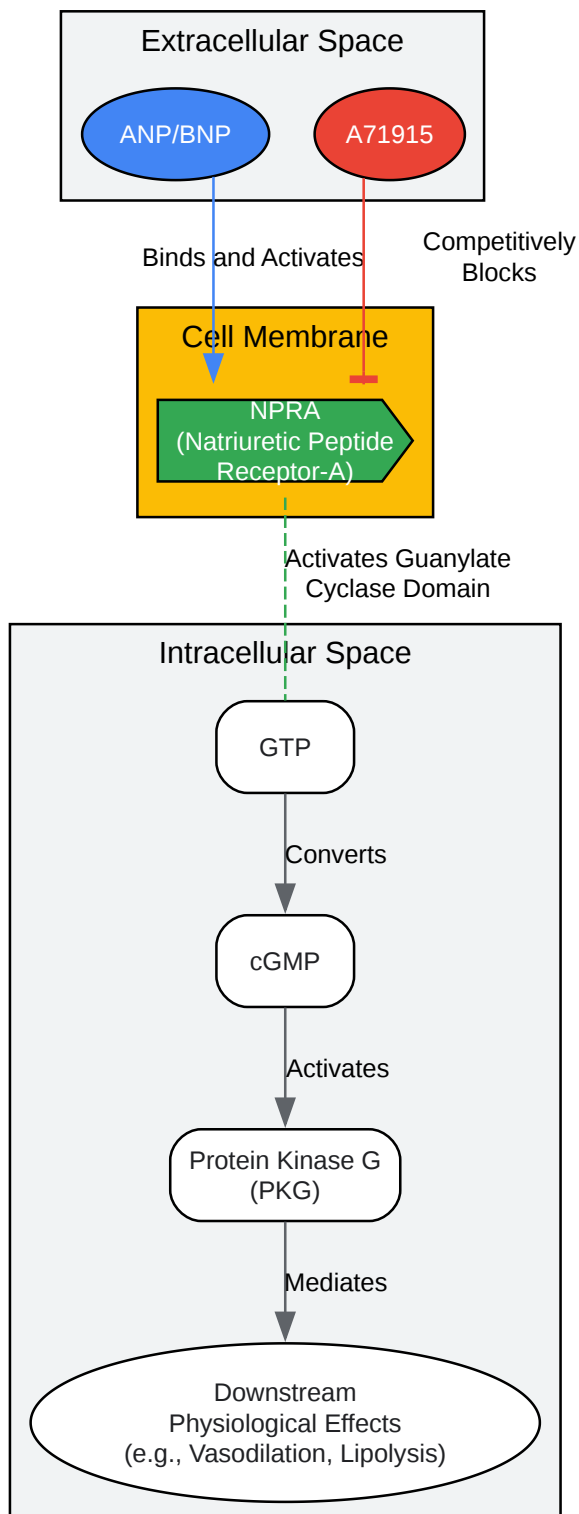 Extracellular Space
ANP/BNP
A71915
Binds and Activates
Competitively
Blocks
Cell Membrane
NPRA
(Natriuretic Peptide
Receptor-A)
Activates Guanylate
Cyclase Domain
Intracellular Space
GTP
Converts
cGMP
Activates
Protein Kinase G
(PKG)
Mediates
Downstream
Physiological Effects
(e.g., Vasodilation, Lipolysis)